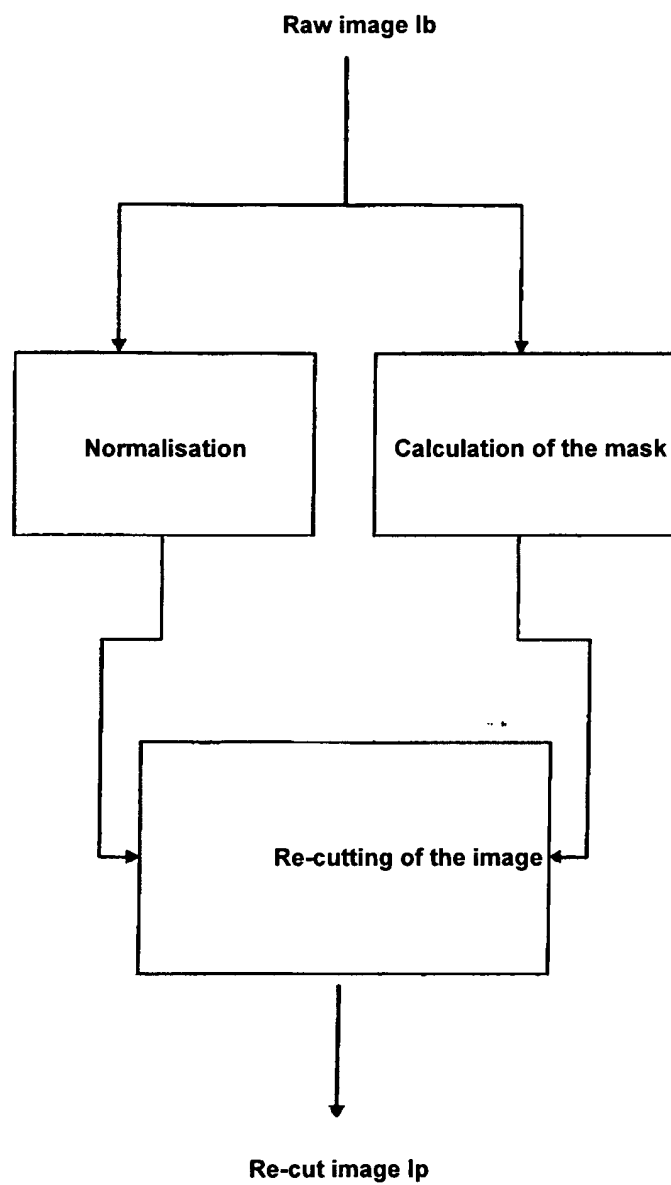 Raw image Ib
Normalisation
Calculation of the mask
Re-cutting of the image
Re-cut image Ip